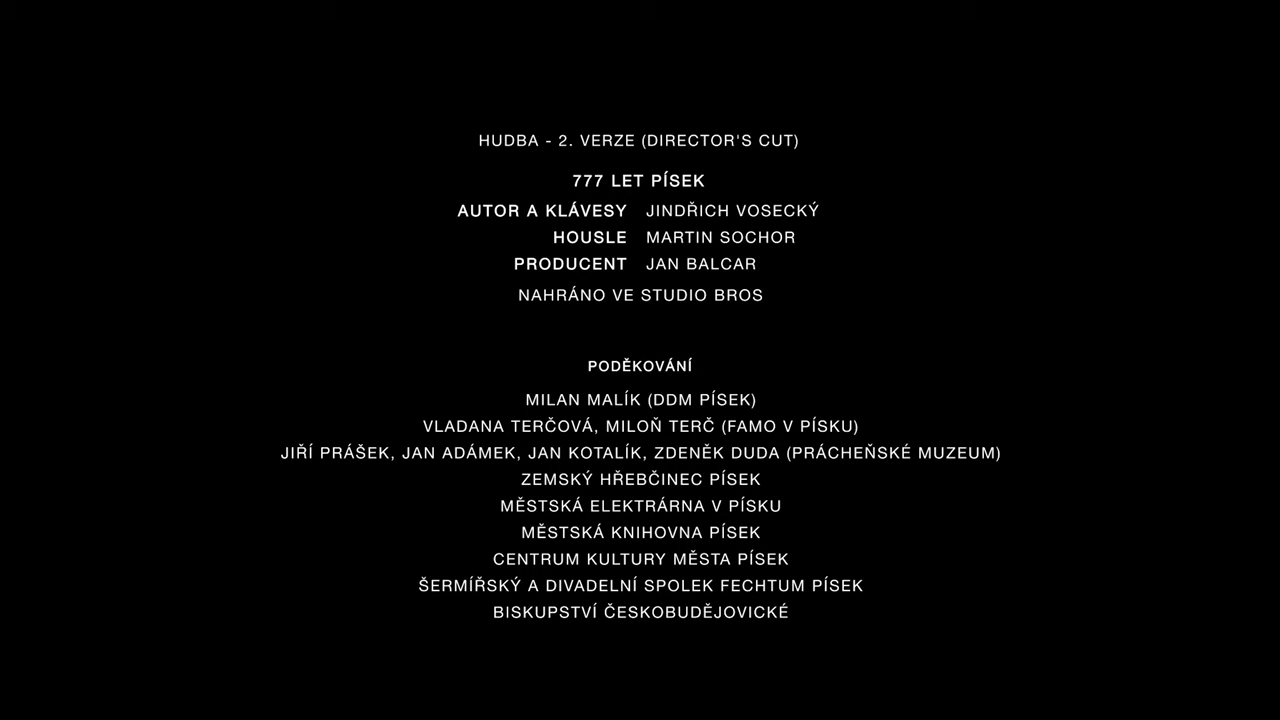 HUDBA - 2. VERZE (DIRECTOR'S CUT)
777 LET PÍSEK
AUTOR A KLÁVESY JINDŘICH VOSECKÝ
HOUSLE MARTIN SOCHOR
PRODUCENT JAN BALCAR
NAHRÁNO VE STUDIO BROS
PODĚKOVÁNÍ
MILAN MALÍK (DDM PÍSEK)
VLADANA TERČOVÁ, MILOŇ TERČ (FAMO V PÍSKU)
JIŘÍ PRÁŠEK, JAN ADÁMEK, JAN KOTALÍK, ZDENĚK DUDA (PRÁCHEŇSKÉ MUZEUM)
ZEMSKÝ HŘEBČINEC PÍSEK
MĚSTSKÁ ELEKTRÁRNA V PÍSKU
MĚSTSKÁ KNIHOVNA PÍSEK
CENTRUM KULTURY MĚSTA PÍSEK
ŠERMÍŘSKÝ A DIVADELNÍ SPOLEK FECHTUM PÍSEK
BISKUPSTVÍ ČESKOBUDĚJOVICKÉ